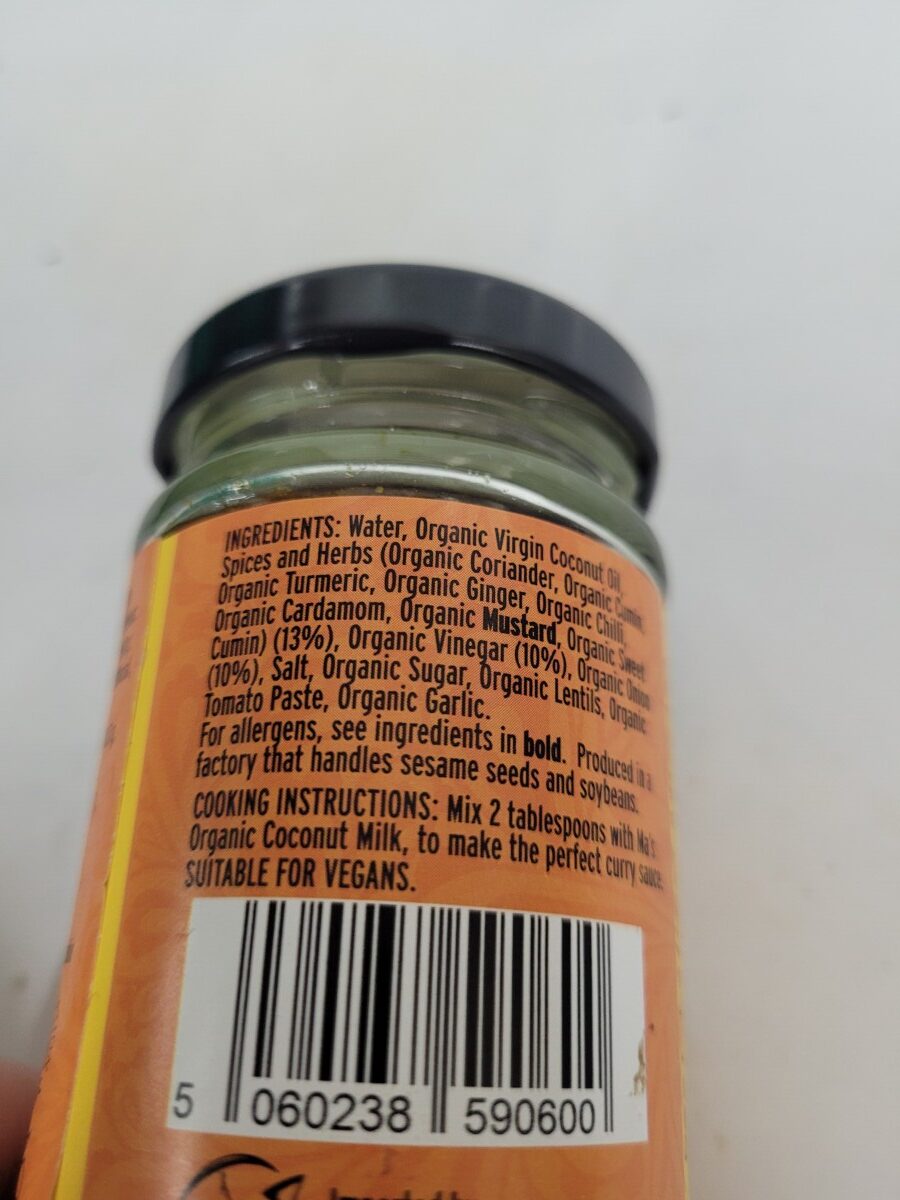 INGREDIENTS: Water, Organic Virgin Coconut Oil,
Spices and Herbs (Organic Coriander, Organic Cumin,
Organic Turmeric, Organic Ginger, Organic Chilli,
Organic Cardamom, Organic Mustard, Organic Sweet
Cumin) (13%), Organic Vinegar (10%), Organic Onion
(10%), Salt, Organic Sugar, Organic Lentils, Organic
Tomato Paste, Organic Garlic.
For allergens, see ingredients in bold. Produced in a
factory that handles sesame seeds and soybeans.
COOKING INSTRUCTIONS: Mix 2 tablespoons with Ma's
Organic Coconut Milk, to make the perfect curry sauce.
SUITABLE FOR VEGANS.
5 060238 590600
Imported by